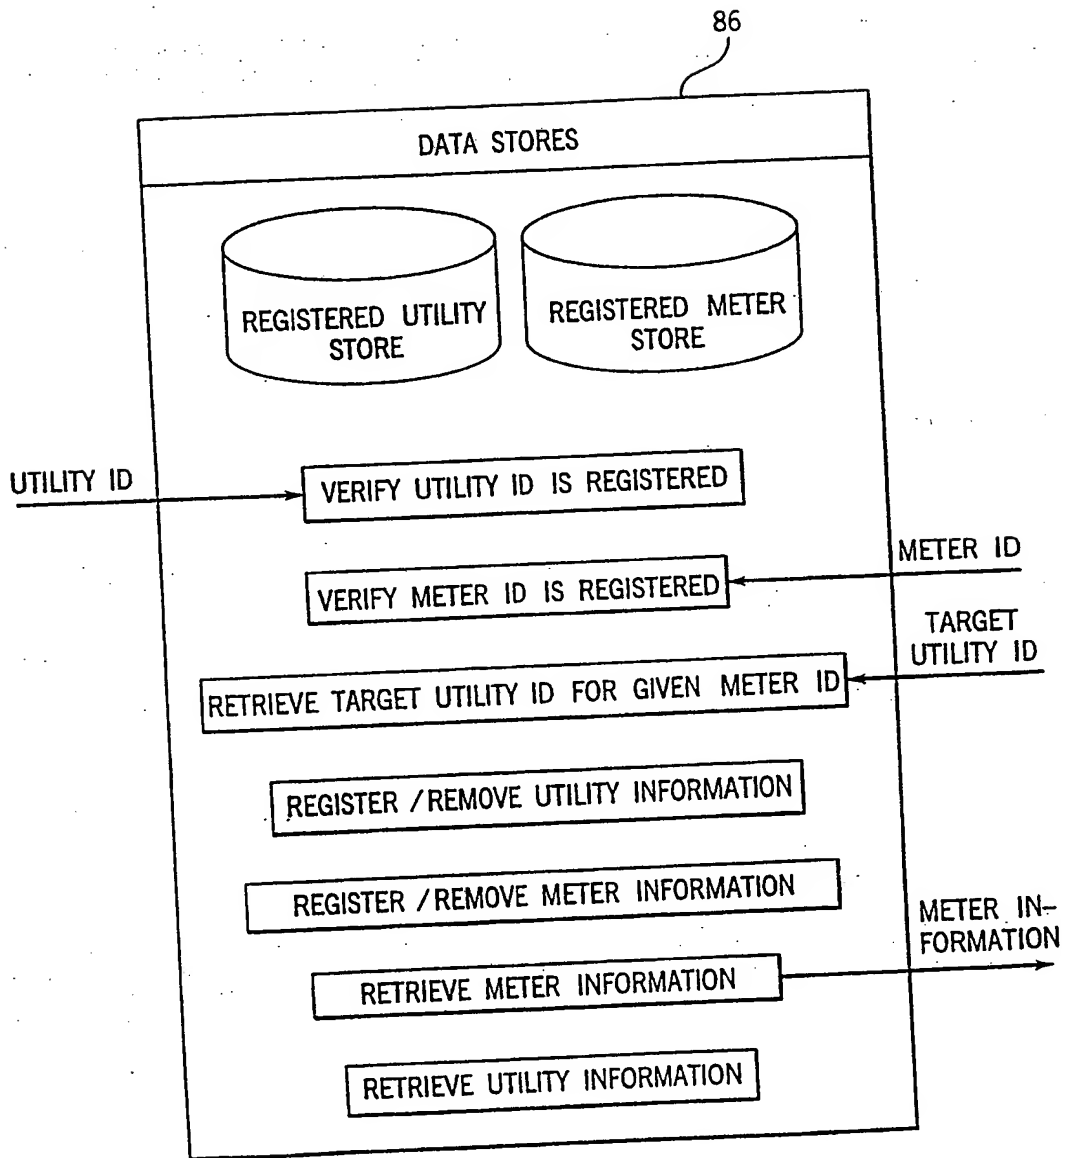 86
DATA STORES
REGISTERED UTILITY
STORE
REGISTERED METER
STORE
UTILITY ID
VERIFY UTILITY ID IS REGISTERED
METER ID
VERIFY METER ID IS REGISTERED
TARGET
UTILITY ID
RETRIEVE TARGET UTILITY ID FOR GIVEN METER ID
REGISTER /REMOVE UTILITY INFORMATION
REGISTER /REMOVE METER INFORMATION
METER IN-
FORMATION
RETRIEVE METER INFORMATION
RETRIEVE UTILITY INFORMATION